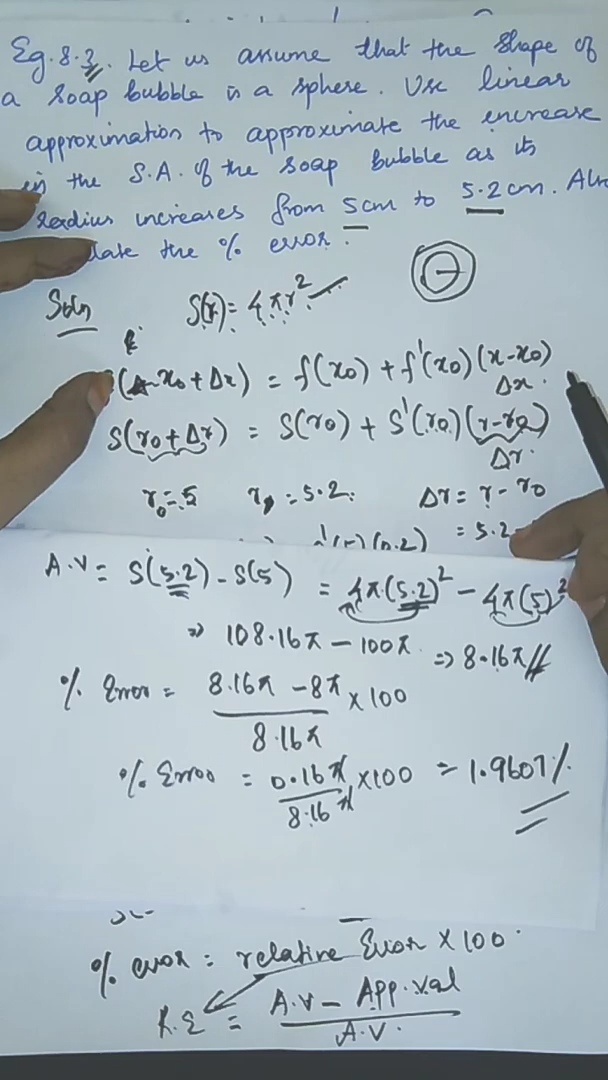 Eg.8.3. Let us assume that the shape of
a soap bubble is a sphere. Use linear
approximation to approximate the increase
in the S.A. of the soap bubble as its
radius increases from 5cm to 5.2cm. Also
late the % error.
Soln
S(r) = 4πr²
(x₀+Δx) = f(x₀) + f'(x₀)(x-x₀)
Δx.
S(r₀+Δr) = S(r₀) + S'(r₀)(r-r₀)
Δr.
r₀=5 r, =5.2. Δr = r - r₀
'(5)(0.2) = 5.2
A.V = S(5.2) - S(5) = 4π(5.2)² - 4π(5)²
⇒ 108.16π - 100π ⇒ 8.16π//
% Error = 8.16π - 8π / 8.16π × 100
% Error = 0.16π / 8.16π × 100 = 1.9607%
% error = relative Error × 100.
R.E = A.V - App.val / A.V.